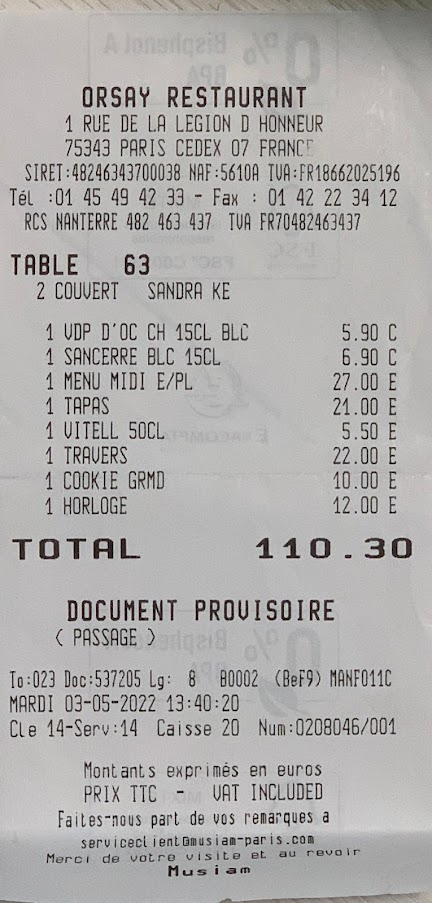 ORSAY RESTAURANT
1 RUE DE LA LEGION D HONNEUR
75343 PARIS CEDEX 07 FRANCE
SIRET:48246343700038 NAF:5610A TVA:FR18662025196
Tél :01 45 49 42 33 - Fax : 01 42 22 34 12
RCS NANTERRE 482 463 437 TVA FR70482463437
TABLE 63
2 COUVERT SANDRA KE
1 VDP D'OC CH 15CL BLC 5.90 C
1 SANCERRE BLC 15CL 6.90 C
1 MENU MIDI E/PL 27.00 E
1 TAPAS 21.00 E
1 VITELL 50CL 5.50 E
1 TRAVERS 22.00 E
1 COOKIE GRMD 10.00 E
1 HORLOGE 12.00 E
TOTAL 110.30
DOCUMENT PROVISOIRE
( PASSAGE )
To:023 Doc:537205 Lg: 8 B0002 (BeF9) MANF011C
MARDI 03-05-2022 13:40:20
Cle 14-Serv:14 Caisse 20 Num:0208046/001
Montants exprimés en euros
PRIX TTC - VAT INCLUDED
Faites-nous part de vos remarques a
serviceclient@musiam-paris.com
Merci de votre visite et au revoir
Musiam